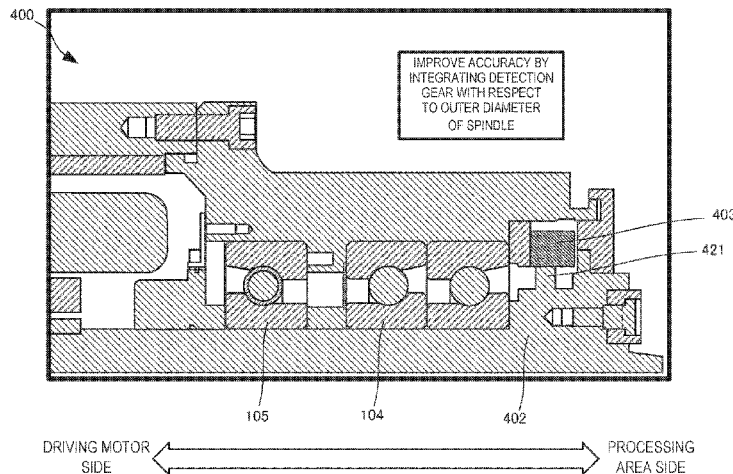 400
IMPROVE ACCURACY BY
INTEGRATING DETECTION
GEAR WITH RESPECT
TO OUTER DIAMETER
OF SPINDLE
403
421
105
104
402
DRIVING MOTOR
SIDE
PROCESSING
AREA SIDE